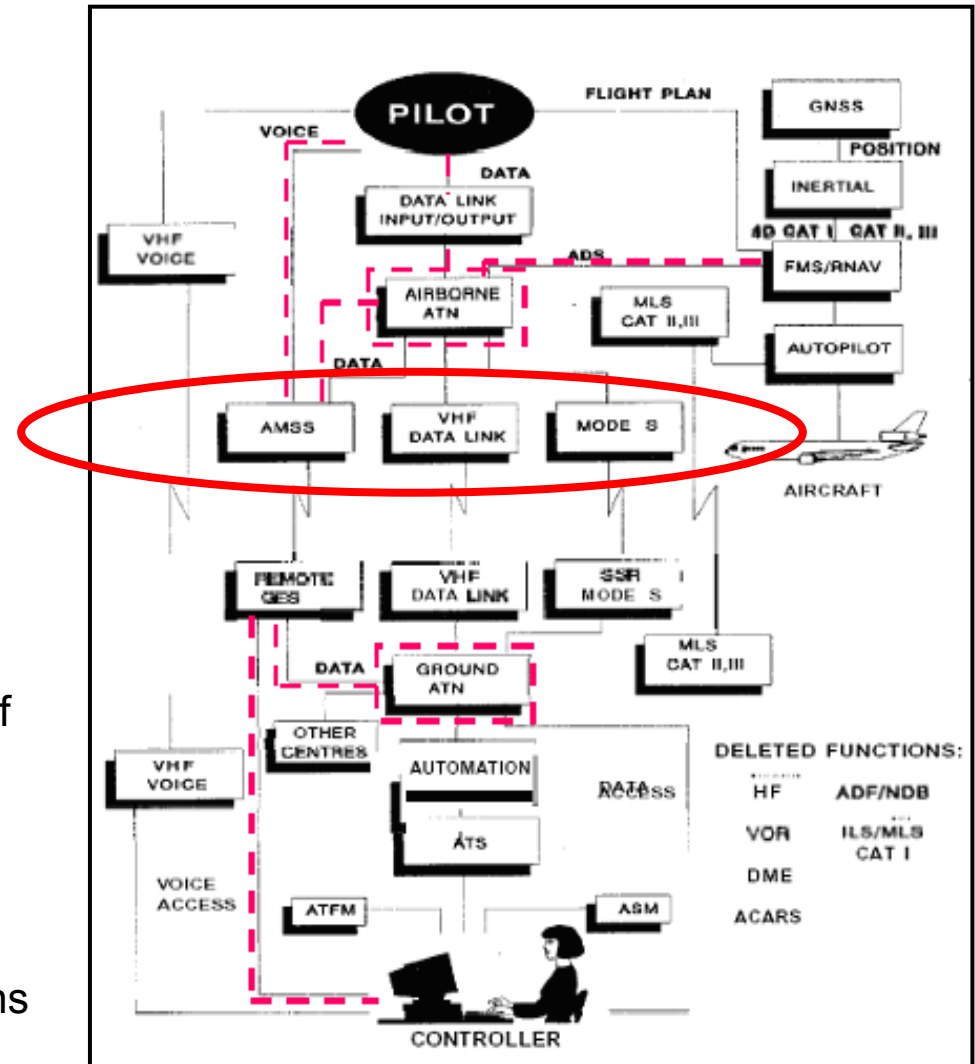 PILOT
FLIGHT PLAN
GNSS
VOICE
POSITION
DATA
DATA LINK
INPUT/OUTPUT
INERTIAL
VHF
VOICE
4D CAT I CAT II, III
ADS
FMS/RNAV
AIRBORNE
ATN
MLS
CAT II,III
AUTOPILOT
DATA
AMSS
VHF
DATA LINK
MODE S
AIRCRAFT
REMOTE
GES
VHF
DATA LINK
SSR
MODE S
MLS
CAT II,III
DATA
GROUND
ATN
of
OTHER
CENTRES
VHF
VOICE
AUTOMATION
DATA
ACCESS
ATS
DELETED FUNCTIONS:
HF ADF/NDB
VOR ILS/MLS
CAT I
DME
ACARS
VOICE
ACCESS
ATFM
ASM
ns
CONTROLLER